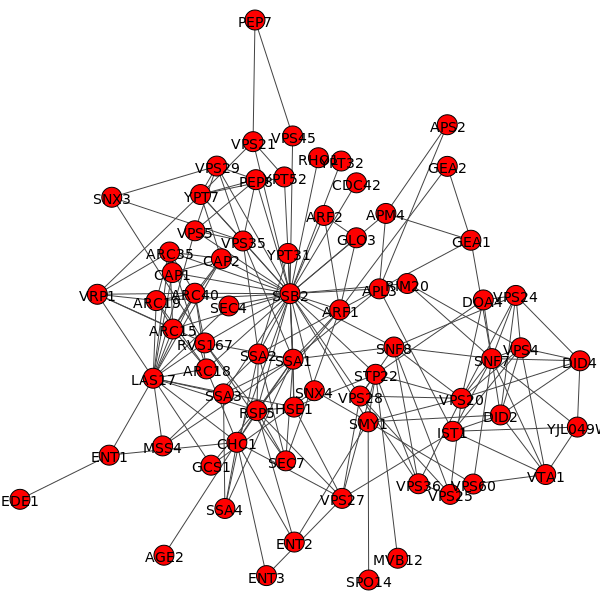 PEP7
APS2
VPS45
VPS21
RHO1
YPT32
GEA2
VPS29
PEP8
YPT52
CDC42
SNX3
YPT7
ARF2
APM4
VPS5
VPS35
GLO3
GEA1
ARC35
CAP2
YPT31
CAP1
RIM20
APL3
VRP1
ARC19
ARC40
SSB2
SEC4
ARF1
DOA4
VPS24
ARC15
RVS167
SSA2
SSA1
SNF8
SNF7
VPS4
DID4
ARC18
LAS17
STP22
SSA3
SNX4
VPS28
VPS20
RSP5
HSE1
SMY1
DID2
IST1
YJL049W
CHC1
MSS4
ENT1
GCS1
SEC7
VPS36
VPS25
VPS60
VTA1
EDE1
SSA4
VPS27
AGE2
ENT2
ENT3
MVB12
SPO14